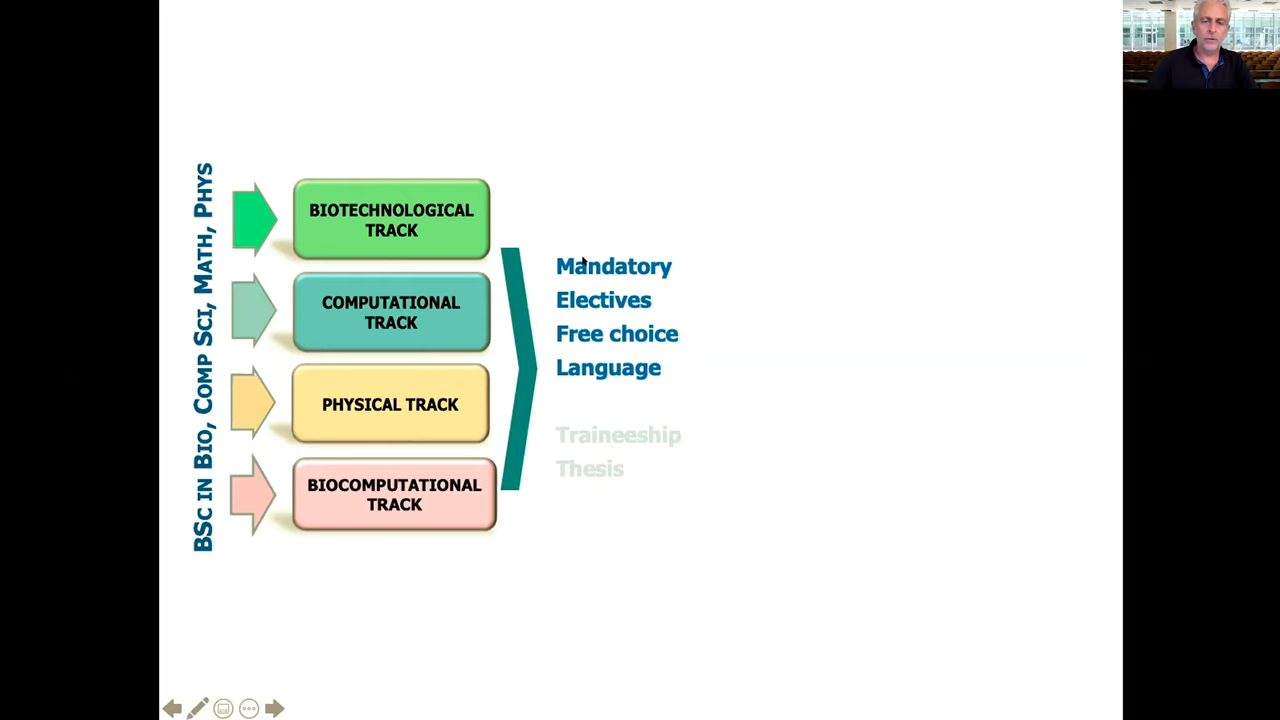 BSc in Bio, Comp Sci, Math, Phys
BIOTECHNOLOGICAL
TRACK
COMPUTATIONAL
TRACK
PHYSICAL TRACK
BIOCOMPUTATIONAL
TRACK
Mandatory
Electives
Free choice
Language
Traineeship
Thesis